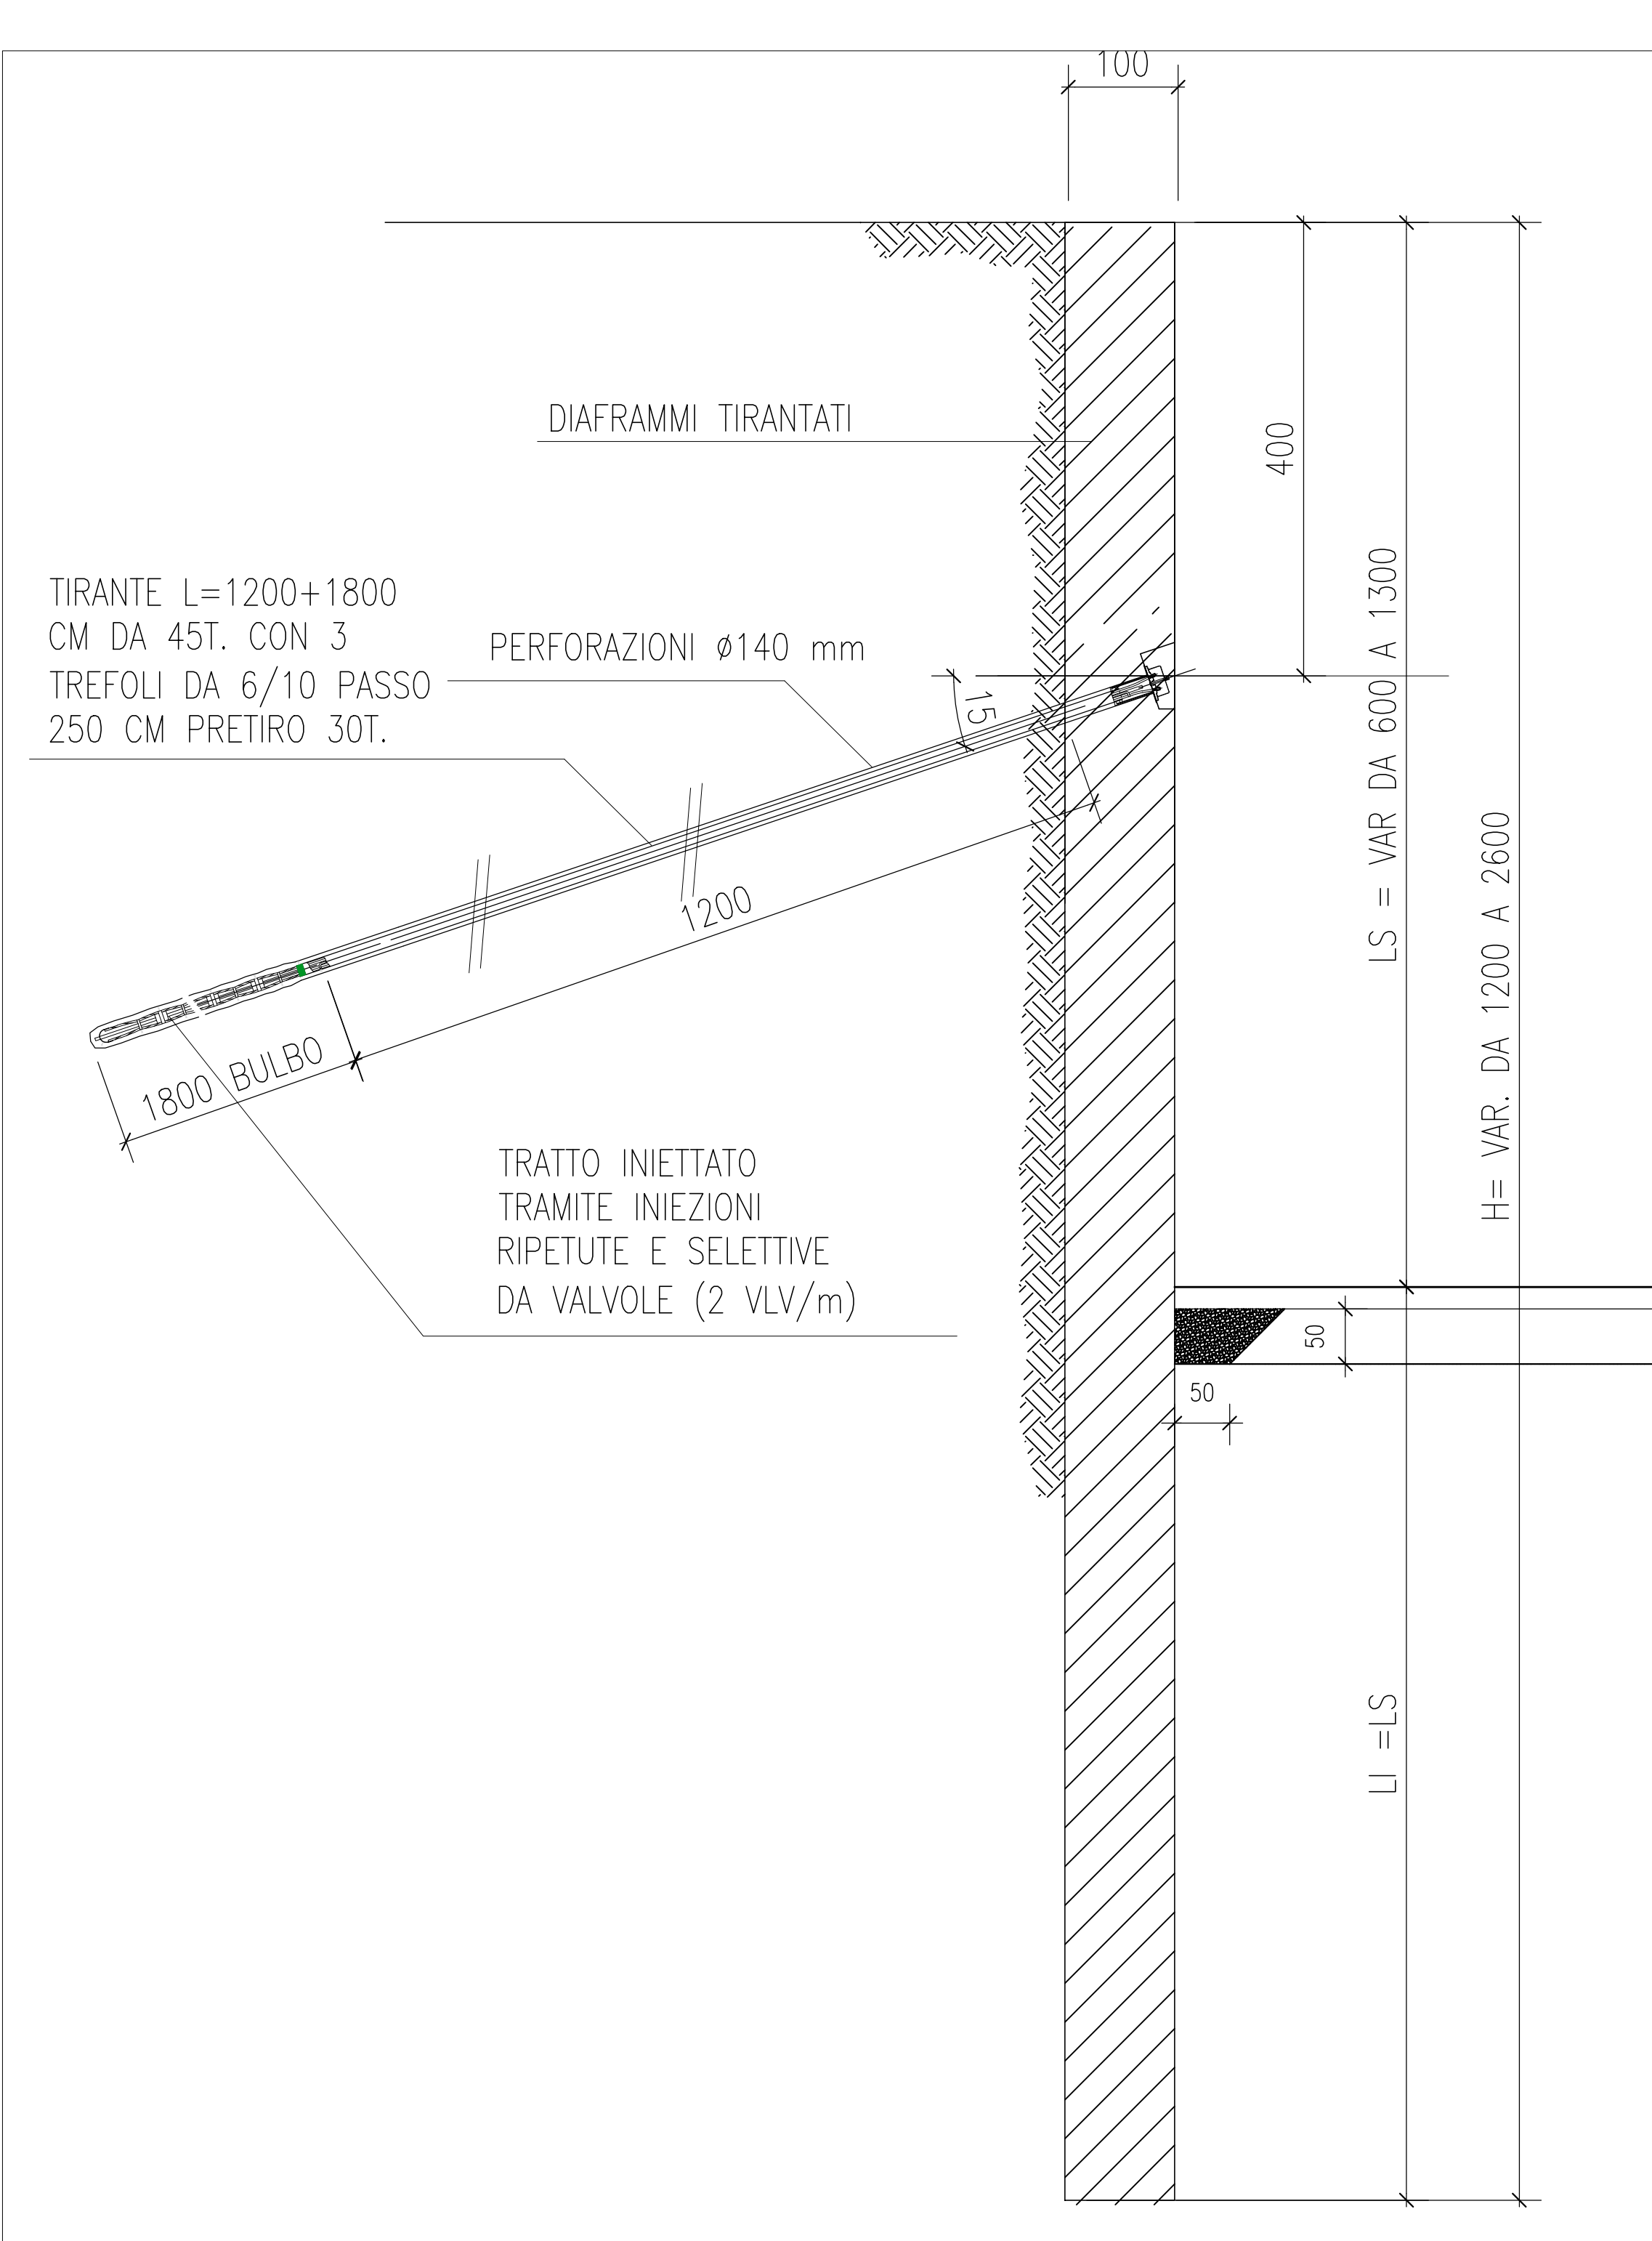 100
DIAFRAMMI TIRANTATI
400
TIRANTE L=1200+1800
CM DA 45T. CON 3
TREFOLI DA 6/10 PASSO
250 CM PRETIRO 30T.
PERFORAZIONI ø140 mm
15
1200
1800 BULBO
TRATTO INIETTATO
TRAMITE INIEZIONI
RIPETUTE E SELETTIVE
DA VALVOLE (2 VLV/m)
LS = VAR DA 600 A 1300
H= VAR. DA 1200 A 2600
50
50
LI =LS